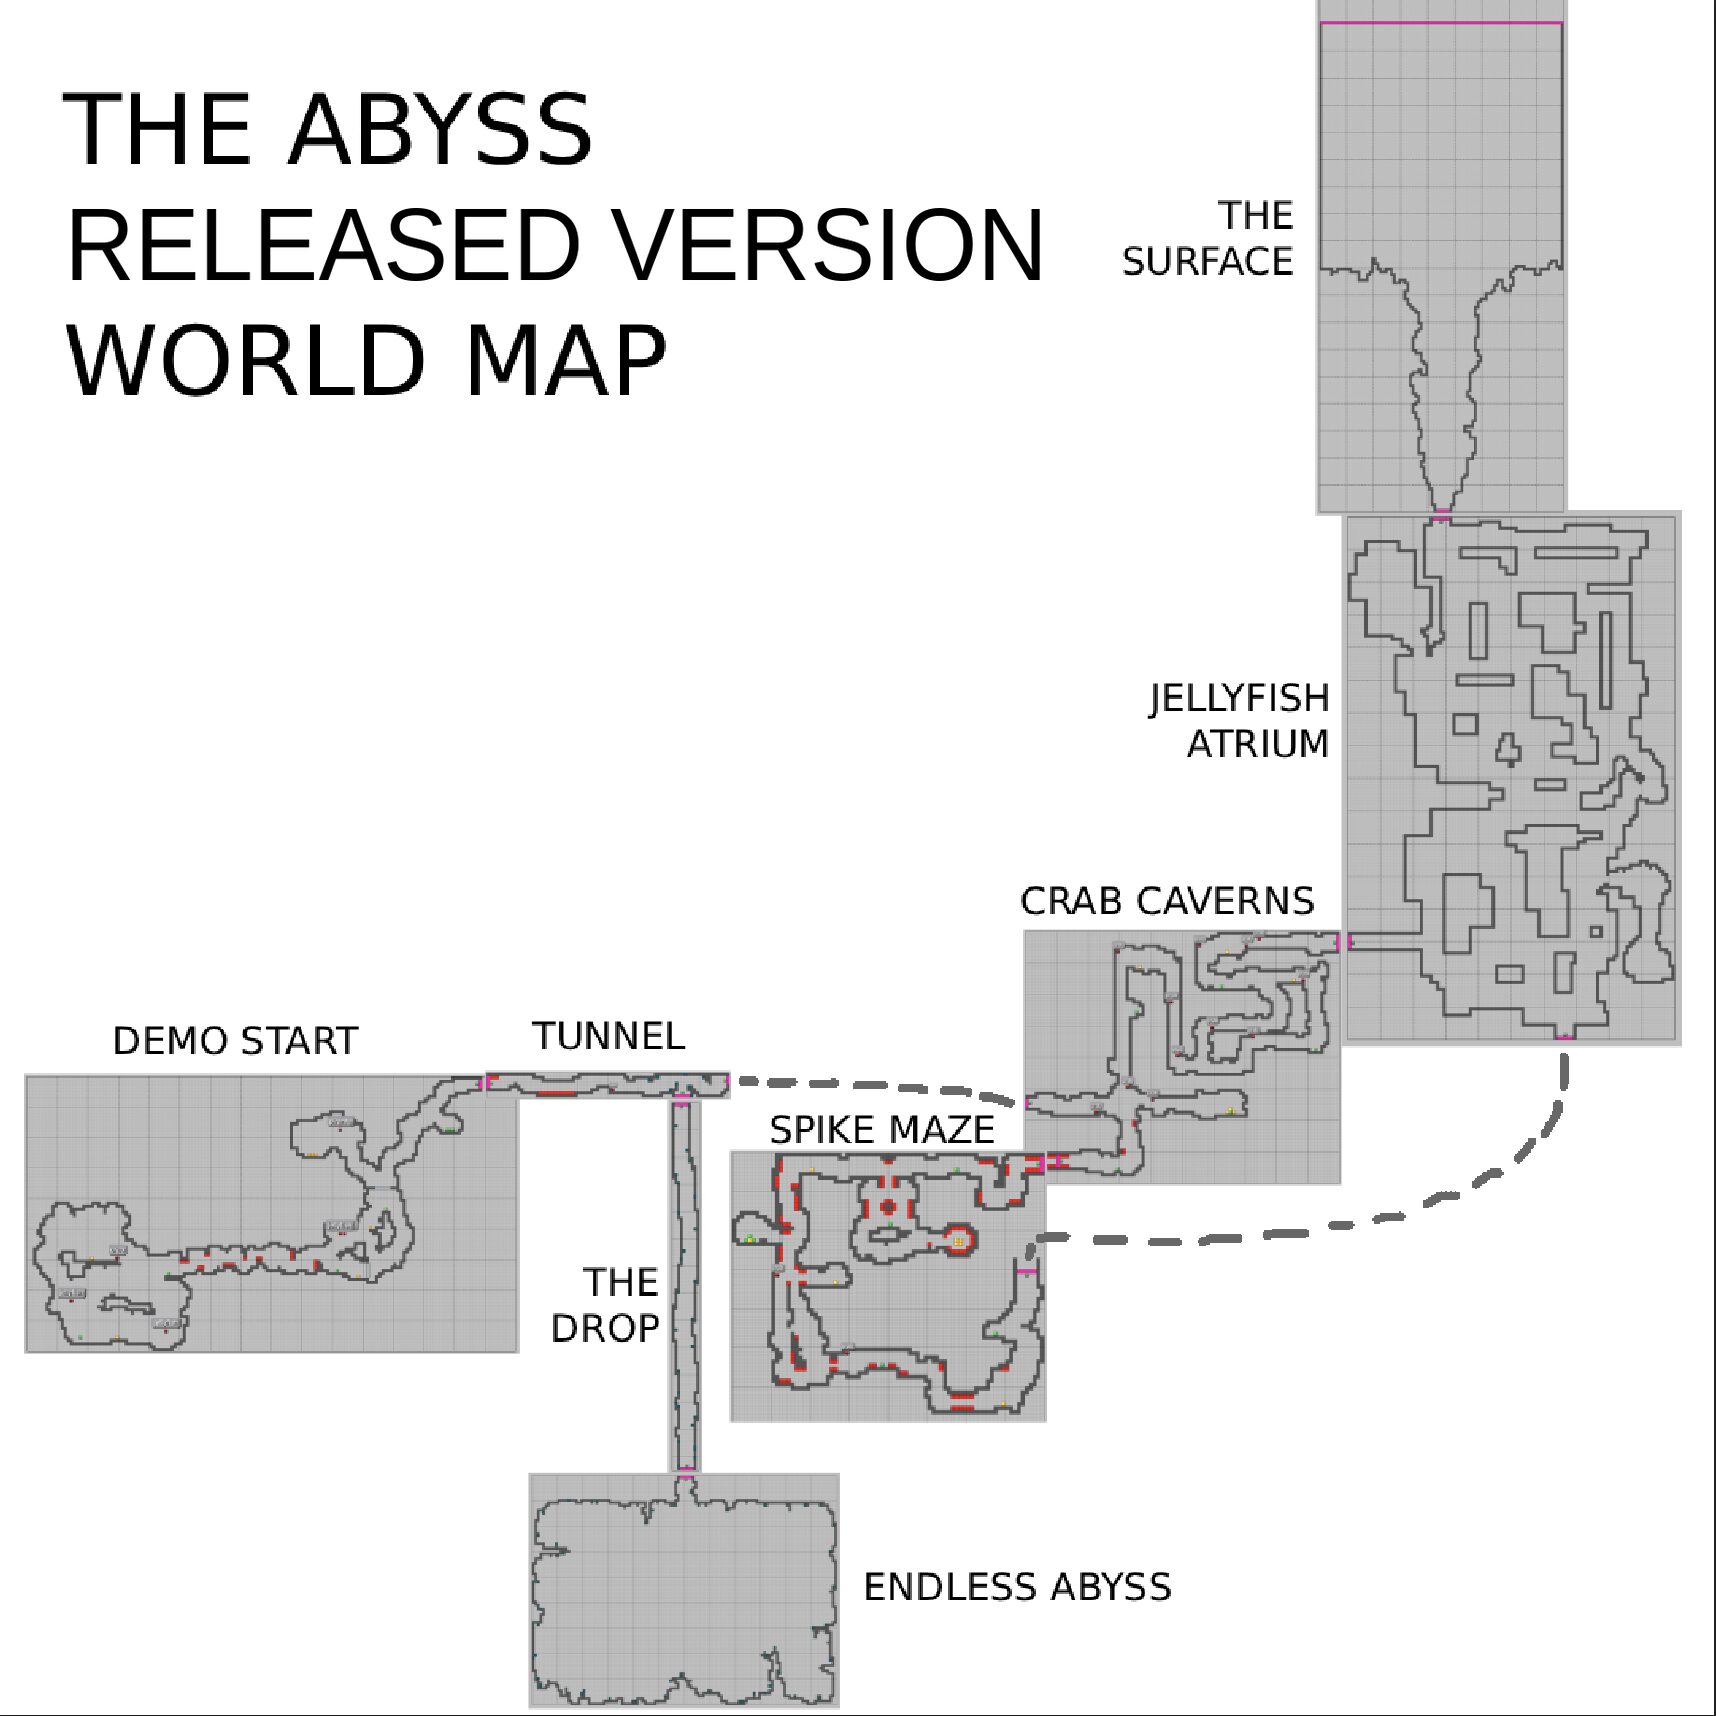 THE ABYSS
RELEASED VERSION
WORLD MAP
THE
SURFACE
JELLYFISH
ATRIUM
CRAB CAVERNS
DEMO START
TUNNEL
SPIKE MAZE
THE
DROP
ENDLESS ABYSS